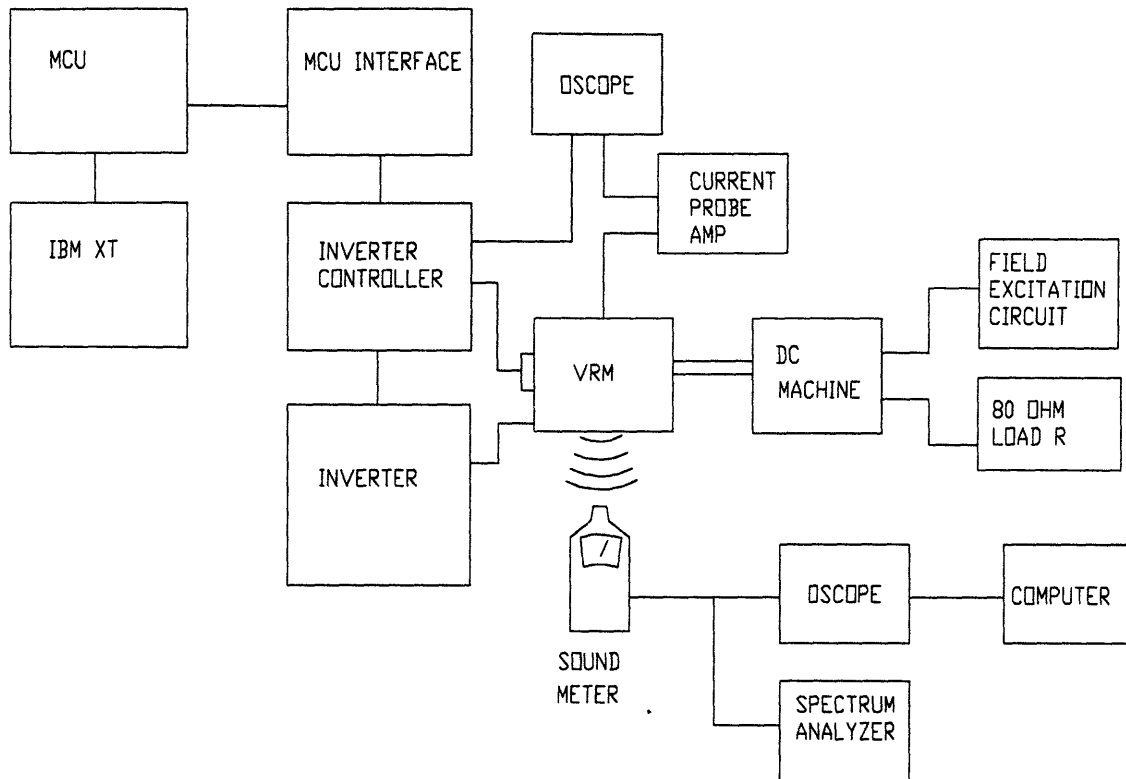 MCU
MCU INTERFACE
OSCOPE
CURRENT
PROBE
AMP
IBM XT
INVERTER
CONTROLLER
FIELD
EXCITATION
CIRCUIT
VRM
DC
MACHINE
80 OHM
LOAD R
INVERTER
OSCOPE
COMPUTER
SOUND
METER
SPECTRUM
ANALYZER